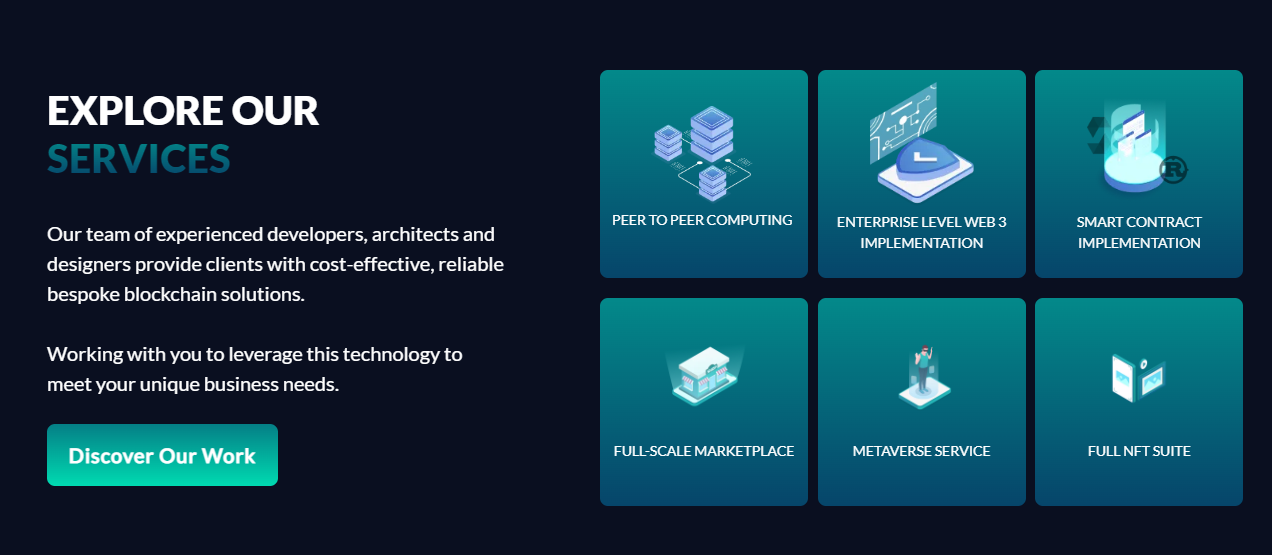 EXPLORE OUR
SERVICES
Our team of experienced developers, architects and
designers provide clients with cost-effective, reliable
bespoke blockchain solutions.
Working with you to leverage this technology to
meet your unique business needs.
Discover Our Work
PEER TO PEER COMPUTING
ENTERPRISE LEVEL WEB 3
IMPLEMENTATION
SMART CONTRACT
IMPLEMENTATION
R
FULL-SCALE MARKETPLACE
METAVERSE SERVICE
FULL NFT SUITE